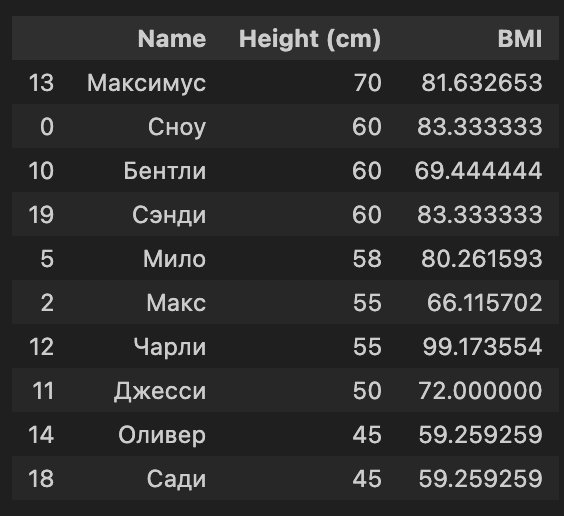 Name Height (cm) BMI
13 Максимус 70 81.632653
0 Сноу 60 83.333333
10 Бентли 60 69.444444
19 Сэнди 60 83.333333
5 Мило 58 80.261593
2 Макс 55 66.115702
12 Чарли 55 99.173554
11 Джесси 50 72.000000
14 Оливер 45 59.259259
18 Сади 45 59.259259